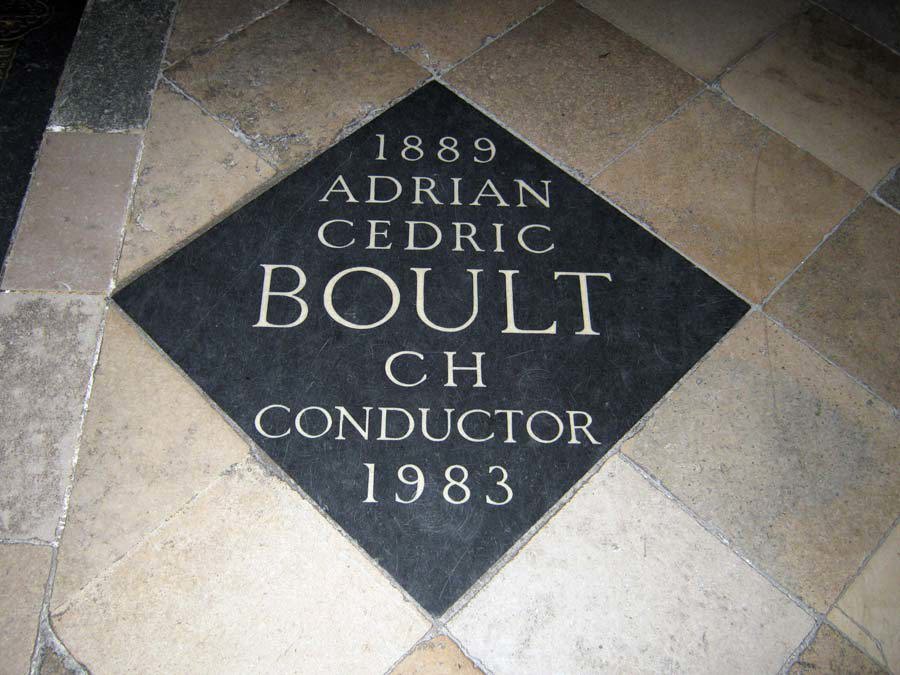 1889
ADRIAN
CEDRIC
BOULT
CH
CONDUCTOR
1983